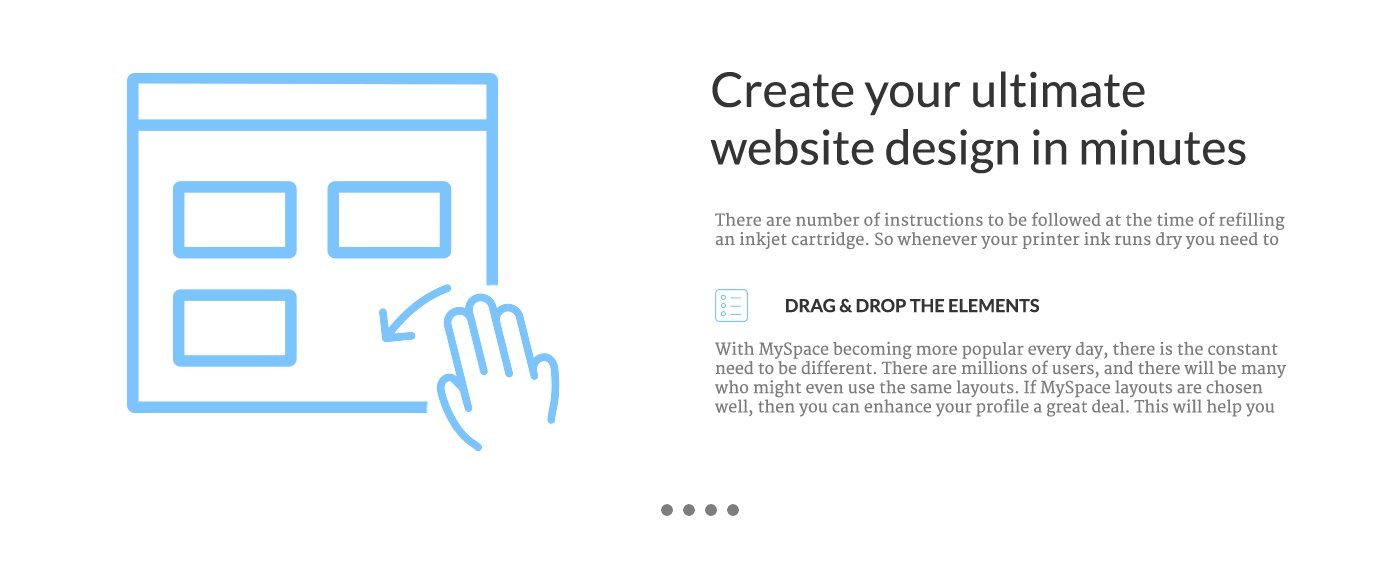 Create your ultimate
website design in minutes
There are number of instructions to be followed at the time of refilling
an inkjet cartridge. So whenever your printer ink runs dry you need to
DRAG & DROP THE ELEMENTS
With MySpace becoming more popular every day, there is the constant
need to be different. There are millions of users, and there will be many
who might even use the same layouts. If MySpace layouts are chosen
well, then you can enhance your profile a great deal. This will help you